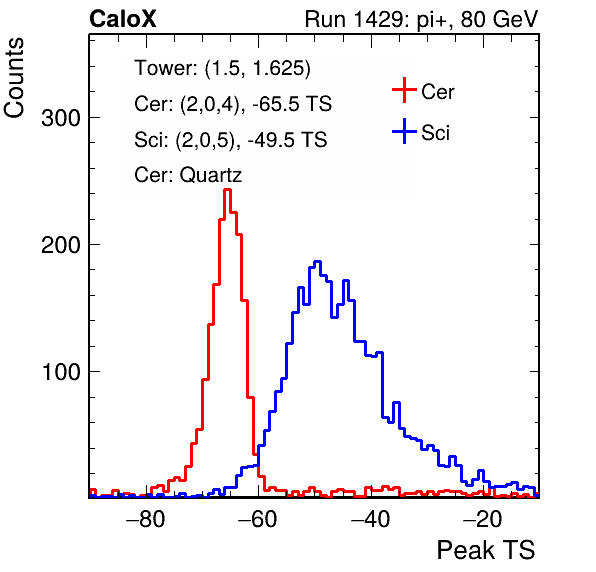 CaloX Run 1429: pi+, 80 GeV
Counts
Tower: (1.5, 1.625)
Cer: (2,0,4), -65.5 TS
Sci: (2,0,5), -49.5 TS
Cer: Quartz
Cer
Sci
300
200
100
−80 −60 −40 −20
Peak TS